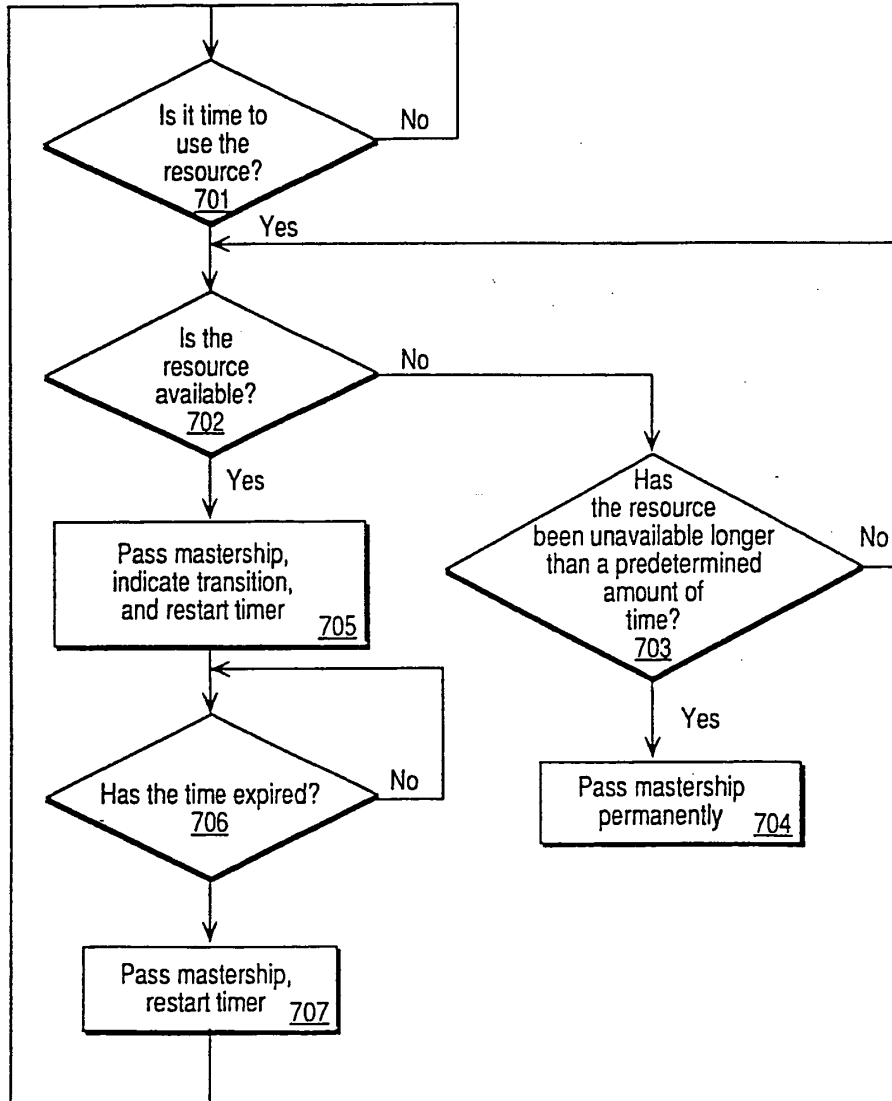 Is it time to
use the
resource?
701
No
Yes
Is the
resource
available?
702
No
Yes
Has
the resource
been unavailable longer
than a predetermined
amount of
time?
703
No
Yes
Pass mastership,
indicate transition,
and restart timer
705
Has the time expired?
706
No
Pass mastership
permanently
704
Pass mastership,
restart timer
707